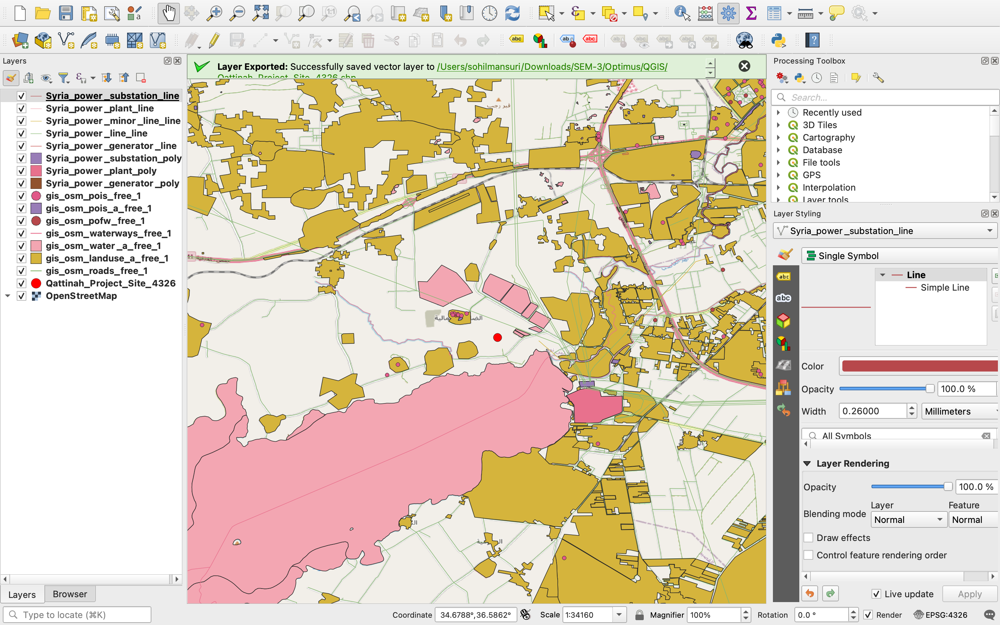 Layers
Syria_power_substation_line
Syria_power_plant_line
Syria_power_minor_line_line
Syria_power_line_line
Syria_power_generator_line
Syria_power_substation_poly
Syria_power_plant_poly
Syria_power_generator_poly
gis_osm_pois_free_1
gis_osm_pois_a_free_1
gis_osm_pofw_free_1
gis_osm_waterways_free_1
gis_osm_water_a_free_1
gis_osm_landuse_a_free_1
gis_osm_roads_free_1
Qattinah_Project_Site_4326
OpenStreetMap
Layers
Browser
Type to locate (⌘K)
Layer Exported: Successfully saved vector layer to /Users/sohilmansuri/Downloads/SEM-3/Optimus/QGIS/
Qattinah_Project_Site_4326.shp
قبر رجب
Processing Toolbox
Search...
Recently used
3D Tiles
Cartography
Database
File tools
GPS
Interpolation
Layer tools
Layer Styling
Syria_power_substation_line
Single Symbol
Line
Simple Line
Color
Opacity
100.0 %
Width
0.26000
Millimeters
All Symbols
Layer Rendering
Opacity
100.0 %
Layer
Feature
Blending mode
Normal
Normal
Draw effects
Control feature rendering order
Live update
Apply
Coordinate
34.6788°,36.5862°
Scale
1:34160
Magnifier
100%
Rotation
0.0 °
Render
EPSG:4326
a
1:1
abc
ab
abc
abc
abc